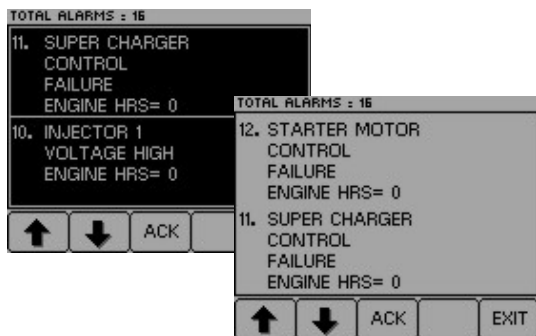 TOTAL ALARMS : 16
11. SUPER CHARGER
CONTROL
FAILURE
ENGINE HRS= 0
10. INJECTOR 1
VOLTAGE HIGH
ENGINE HRS= 0
ACK
TOTAL ALARMS : 16
12. STARTER MOTOR
CONTROL
FAILURE
ENGINE HRS= 0
11. SUPER CHARGER
CONTROL
FAILURE
ENGINE HRS= 0
ACK EXIT